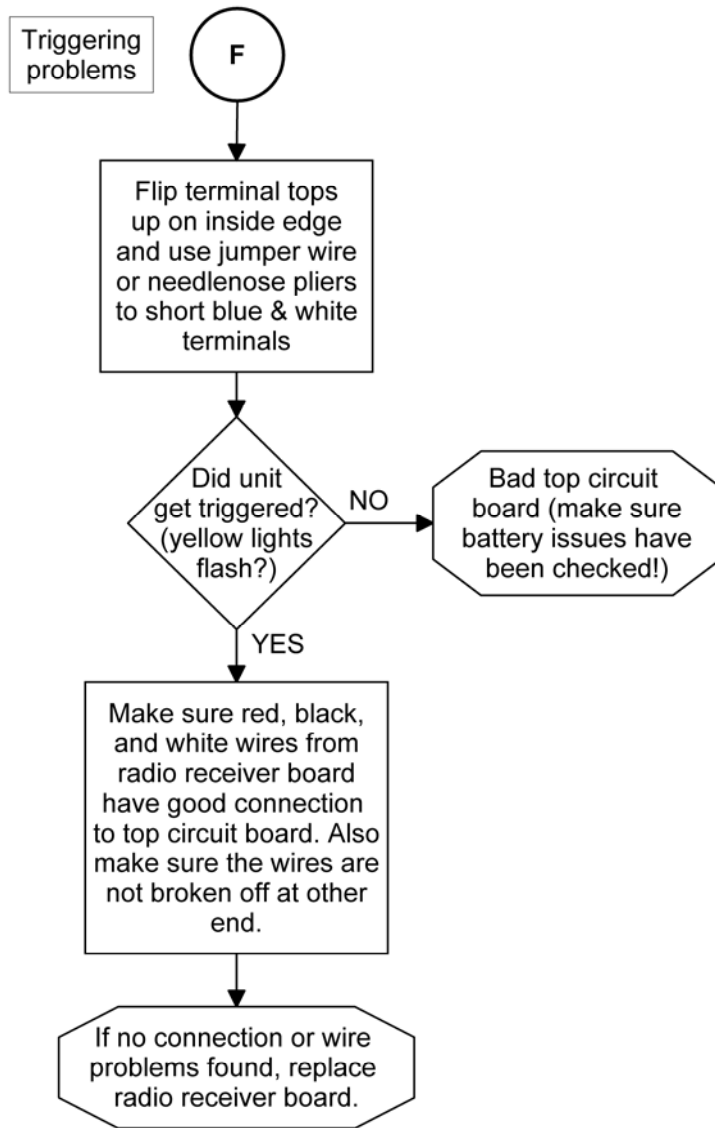 Triggering
problems
F
Flip terminal tops
up on inside edge
and use jumper wire
or needlenose pliers
to short blue & white
terminals
Did unit
get triggered?
(yellow lights
flash?)
NO
Bad top circuit
board (make sure
battery issues have
been checked!)
YES
Make sure red, black,
and white wires from
radio receiver board
have good connection
to top circuit board. Also
make sure the wires are
not broken off at other
end.
If no connection or wire
problems found, replace
radio receiver board.